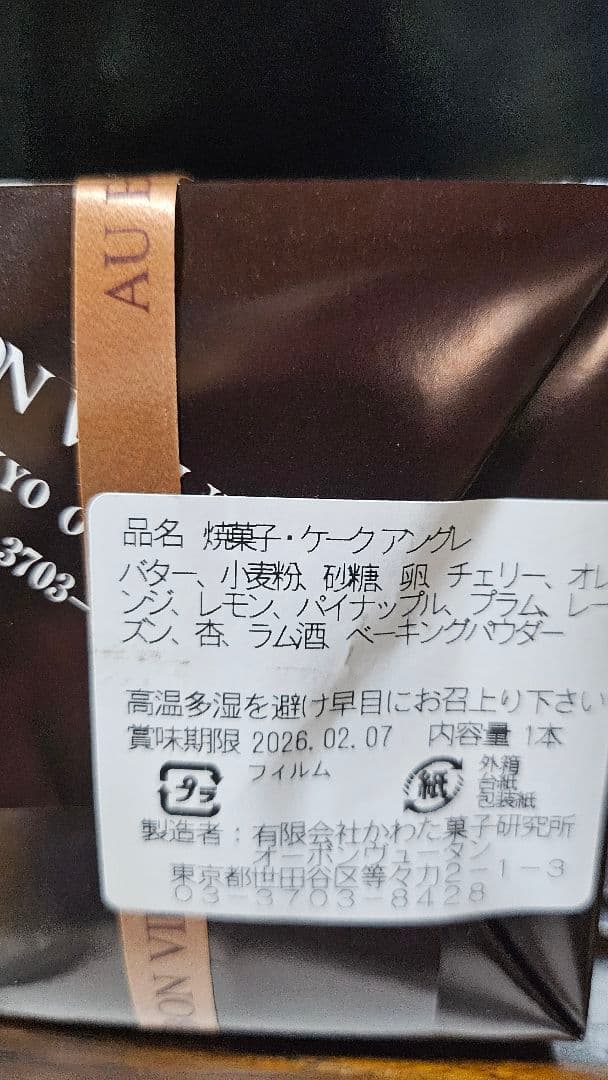 AU B
ON V
YO
3703-
品名 焼菓子・ケークアングレ
バター、小麦粉、砂糖、卵、チェリー、オレ
ンジ、レモン、パイナップル、プラム、レー
ズン、杏、ラム酒、ベーキングパウダー
高温多湿を避け早目にお召上り下さい
賞味期限 2026.02.07 内容量 1本
プラ フィルム 紙 外箱
台紙
包装紙
製造者：有限会社かわた菓子研究所
オーボンヴュータン
東京都世田谷区等々力2-1-3
03-3703-8428
BON VI